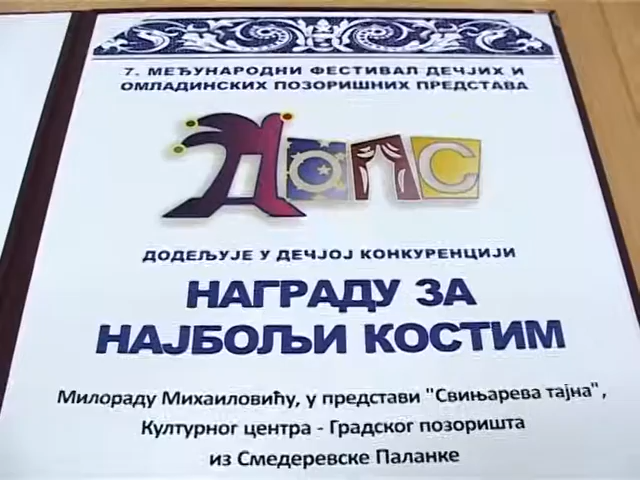 7. МЕЂУНАРОДНИ ФЕСТИВАЛ ДЕЧЈИХ И
ОМЛАДИНСКИХ ПОЗОРИШНИХ ПРЕДСТАВА
ДОПС
ДОДЕЉУЈЕ У ДЕЧЈОЈ КОНКУРЕНЦИЈИ
НАГРАДУ ЗА
НАЈБОЉИ КОСТИМ
Милораду Михаиловићу, у представи "Свињарева тајна",
Културног центра - Градског позоришта
из Смедеревске Паланке